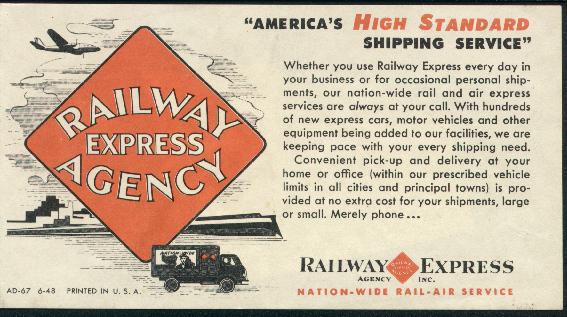 "AMERICA'S HIGH STANDARD
SHIPPING SERVICE"
RAILWAY
EXPRESS
AGENCY
Whether you use Railway Express every day in
your business or for occasional personal ship-
ments, our nation-wide rail and air express
services are always at your call. With hundreds
of new express cars, motor vehicles and other
equipment being added to our facilities, we are
keeping pace with your every shipping need.
Convenient pick-up and delivery at your
home or office (within our prescribed vehicle
limits in all cities and principal towns) is pro-
vided at no extra cost for your shipments, large
or small. Merely phone...
NATION-WIDE
RAILWAY EXPRESS
AGENCY INC.
NATION-WIDE RAIL-AIR SERVICE
AD-67 6-48 PRINTED IN U. S. A.